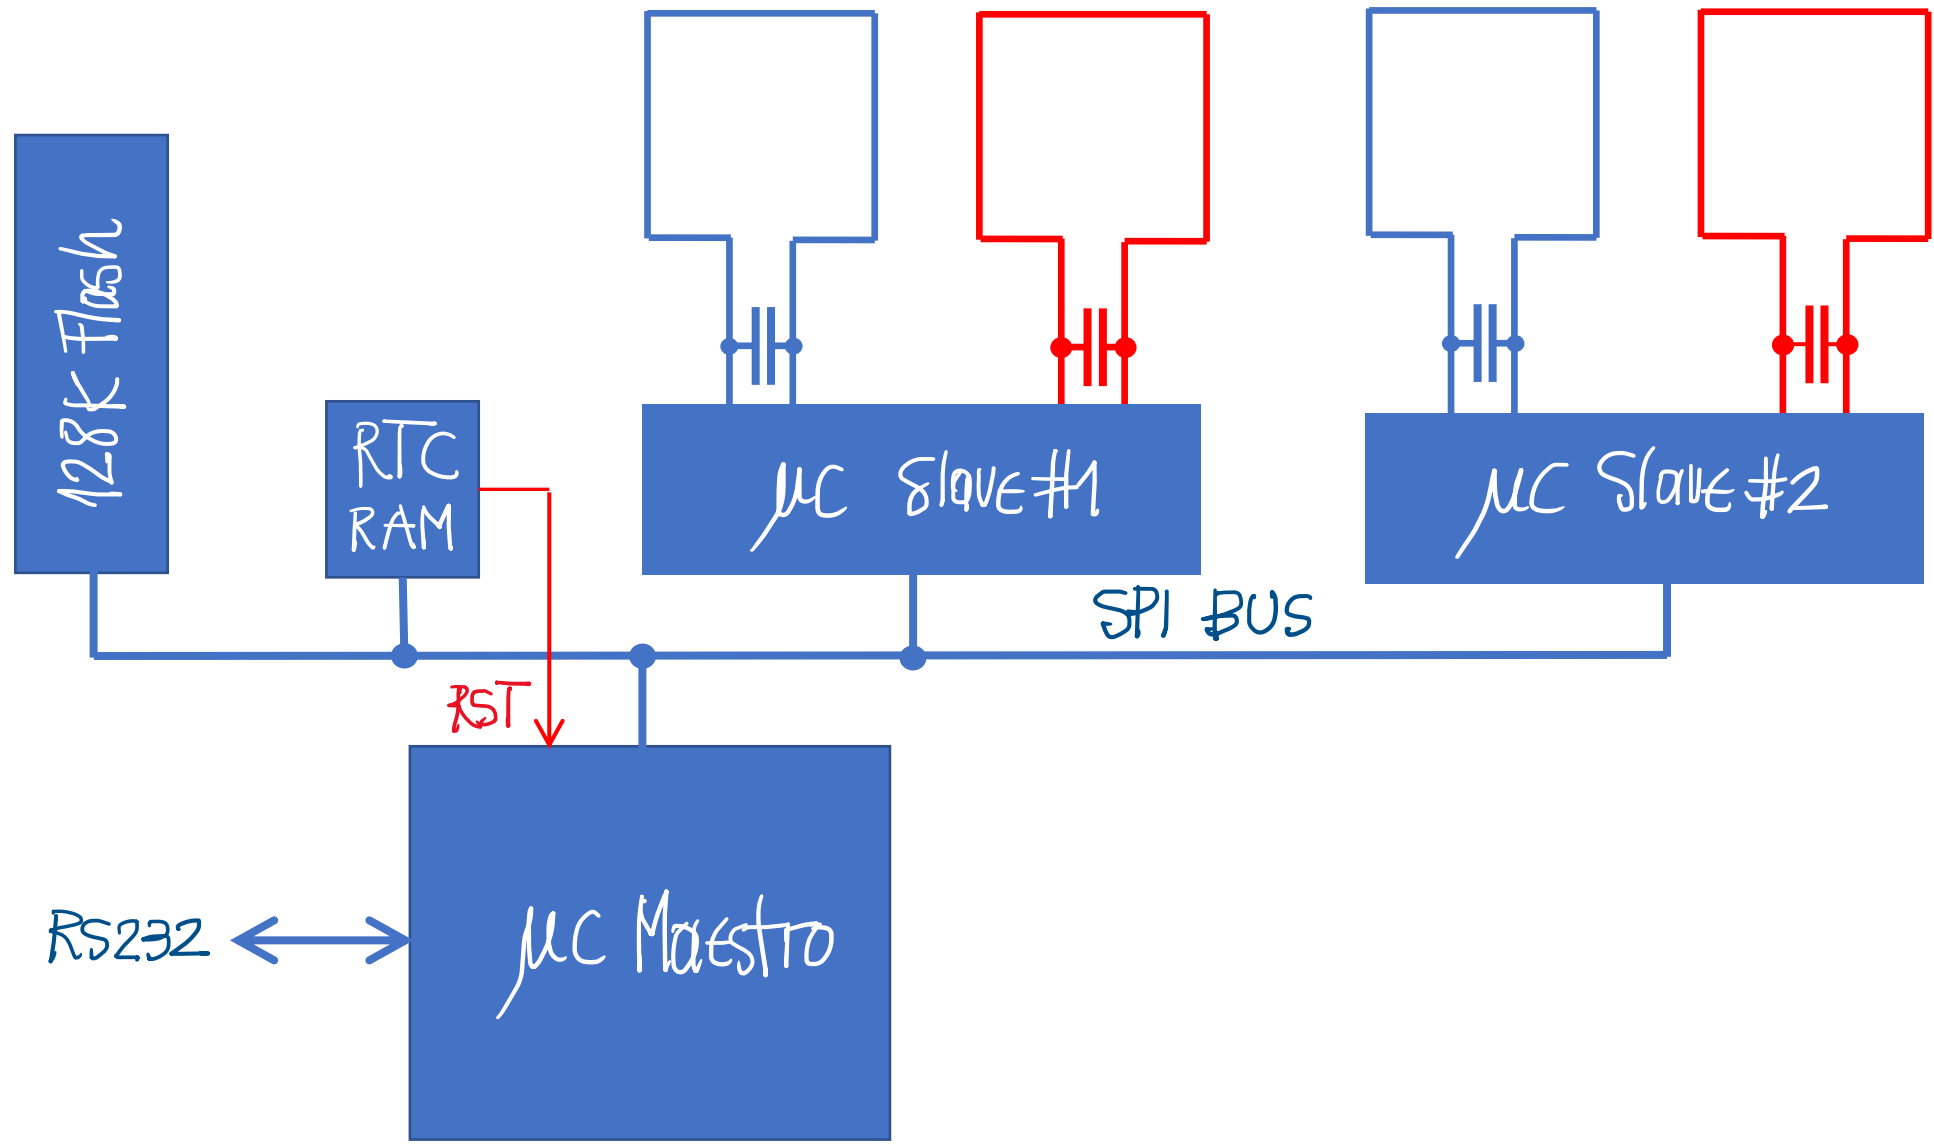 128K Flash
RTC
RAM
µC Slave #1
µC Slave #2
SPI BUS
RST
RS232
µC Maestro